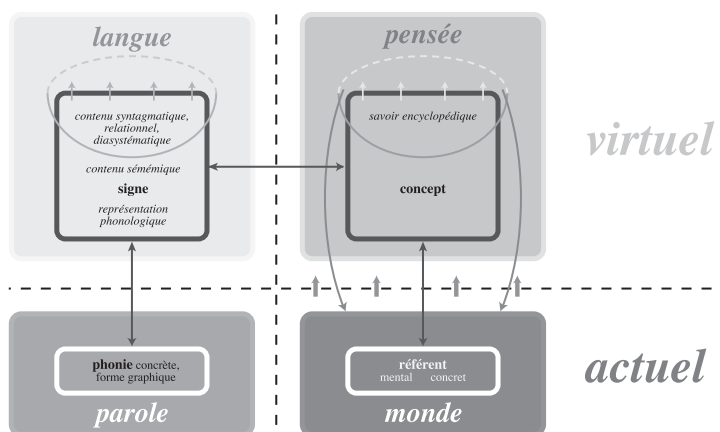 langue
contenu syntagmatique,
relationnel,
diasystématique
contenu sémémique
signe
représentation
phonologique
pensée
savoir encyclopédique
concept
virtuel
phonie concrète,
forme graphique
parole
référent
mental concret
monde
actuel